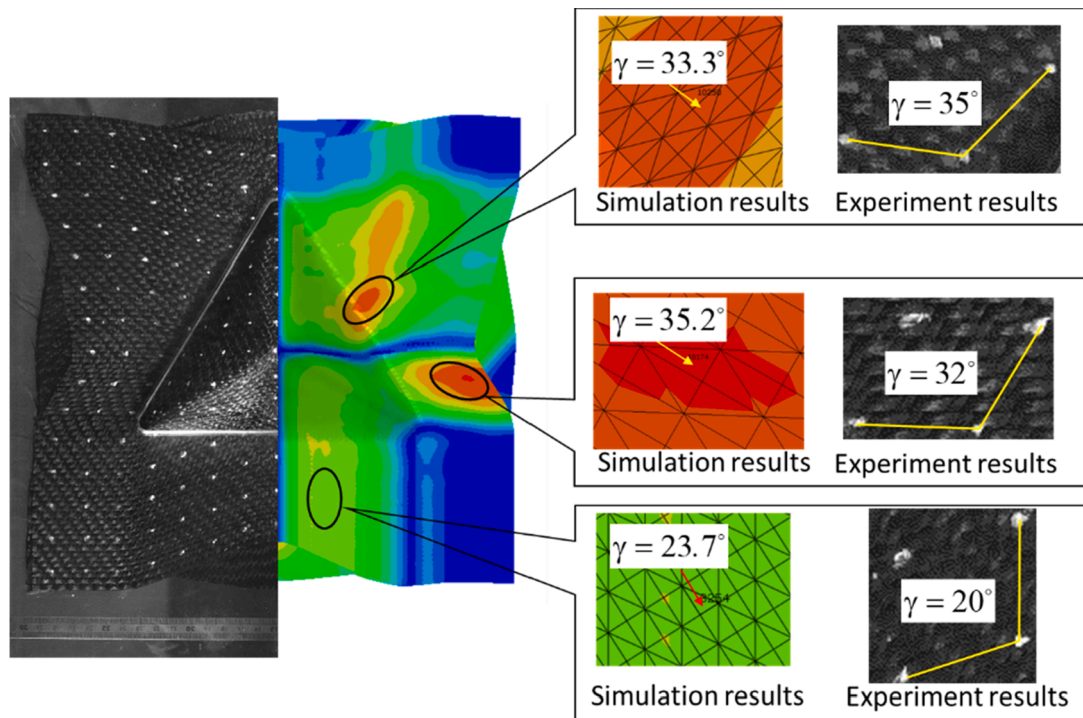 γ = 33.3°
10258
γ = 35°
Simulation results
Experiment results
γ = 35.2°
γ = 32°
Simulation results
Experiment results
γ = 23.7°
γ = 20°
Simulation results
Experiment results